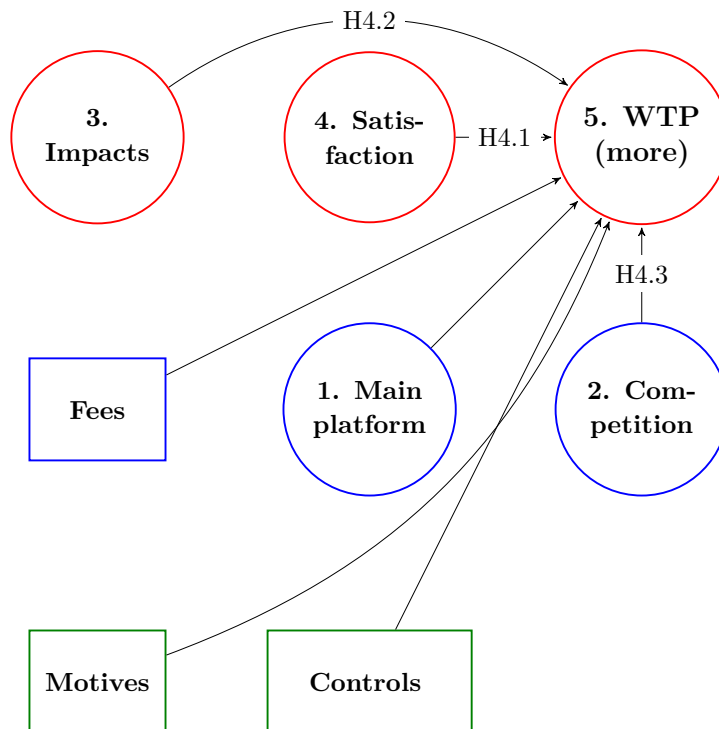 H4.2
3.
Impacts
4. Satis-
faction
H4.1
5. WTP
(more)
H4.3
Fees
1. Main
platform
2. Com-
petition
Motives
Controls